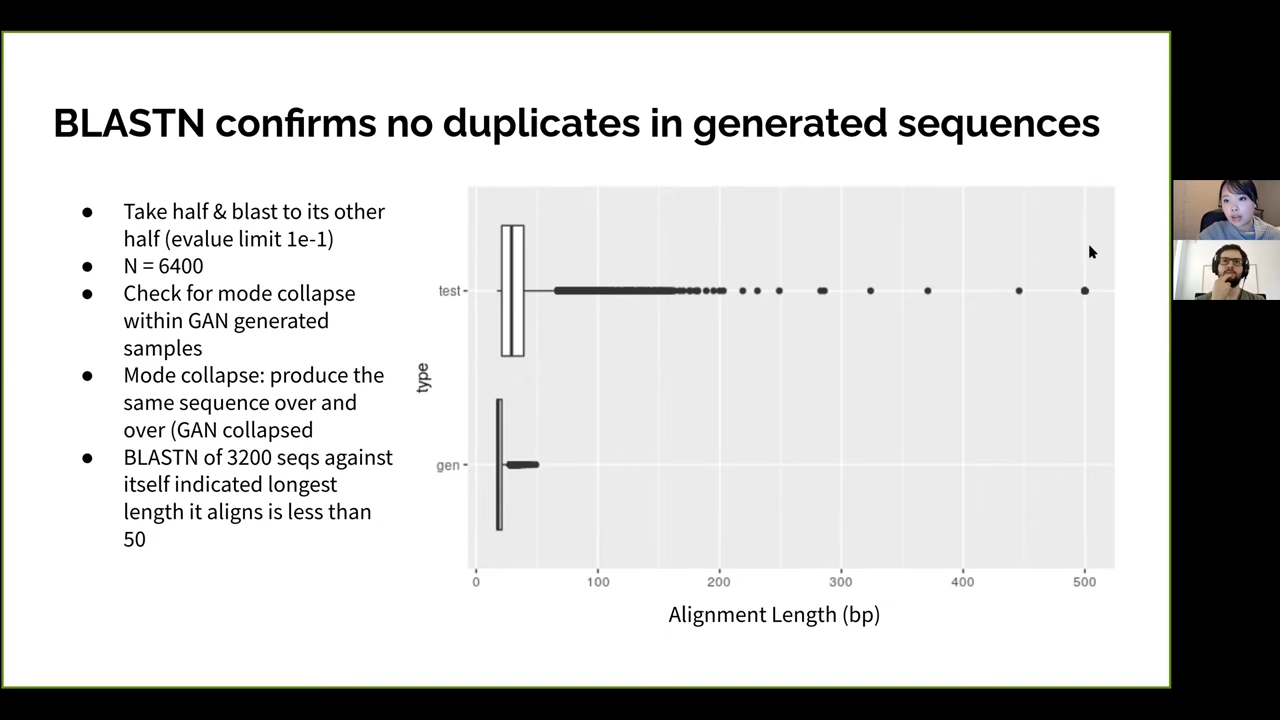 BLASTN confirms no duplicates in generated sequences
● Take half & blast to its other
half (evalue limit 1e-1)
● N = 6400
● Check for mode collapse
within GAN generated
samples
● Mode collapse: produce the
same sequence over and
over (GAN collapsed
● BLASTN of 3200 seqs against
itself indicated longest
length it aligns is less than
50
type
test
gen
0 100 200 300 400 500
Alignment Length (bp)